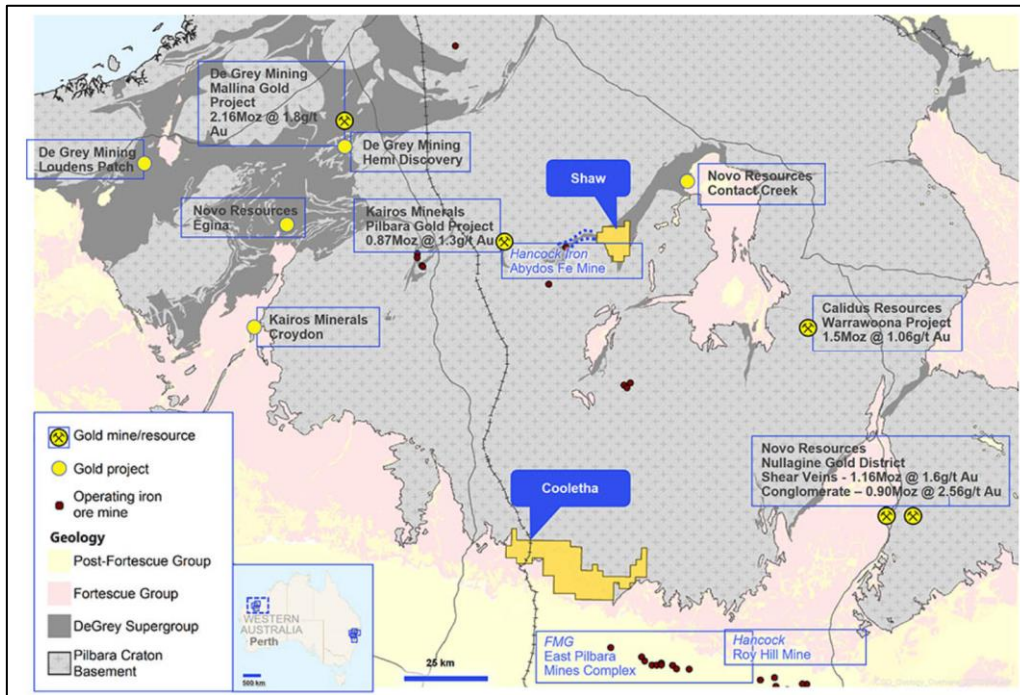 De Grey Mining
Mallina Gold
Project
2.16Moz @ 1.8g/t
Au
De Grey Mining
Loudens Patch
De Grey Mining
Hemi Discovery
Shaw
Novo Resources
Contact Creek
Novo Resources
Egina
Kairos Minerals
Pilbara Gold Project
0.87Moz @ 1.3g/t Au
Hancock Iron
Abydos Fe Mine
Kairos Minerals
Croydon
Calidus Resources
Warrawoona Project
1.5Moz @ 1.06g/t Au
Novo Resources
Nullagine Gold District
Shear Veins - 1.16Moz @ 1.6g/t Au
Conglomerate – 0.90Moz @ 2.56g/t Au
Cooletha
Gold mine/resource
Gold project
Operating iron
ore mine
Geology
Post-Fortescue Group
Fortescue Group
DeGrey Supergroup
Pilbara Craton
Basement
WESTERN
AUSTRALIA
Perth
500 km
25 km
FMG
East Pilbara
Mines Complex
Hancock
Roy Hill Mine